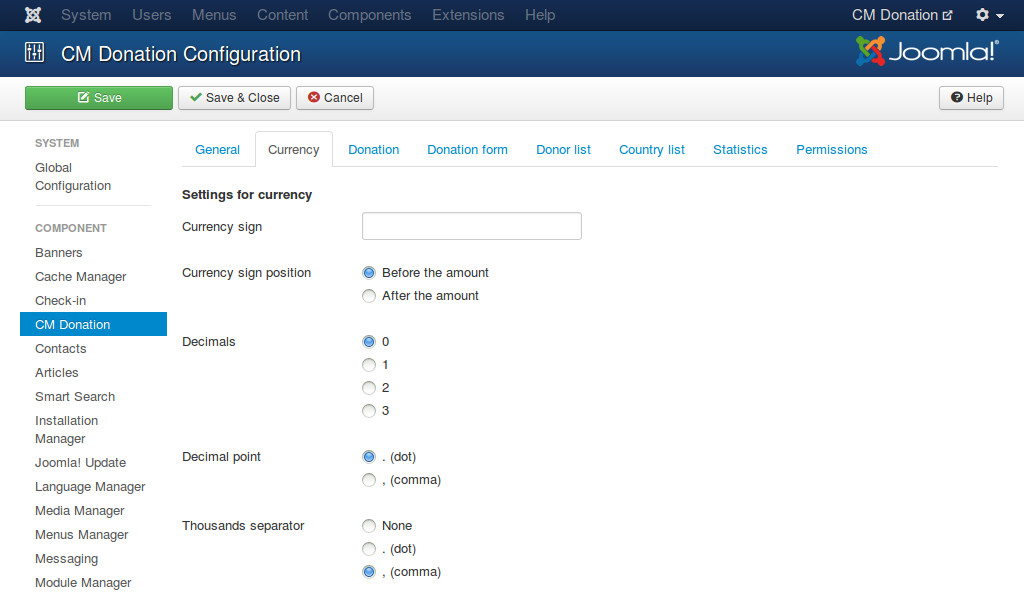 System Users Menus Content Components Extensions Help CM Donation
CM Donation Configuration Joomla!®
Save Save & Close Cancel Help
SYSTEM
Global
Configuration
COMPONENT
Banners
Cache Manager
Check-in
CM Donation
Contacts
Articles
Smart Search
Installation
Manager
Joomla! Update
Language Manager
Media Manager
Menus Manager
Messaging
Module Manager
General Currency Donation Donation form Donor list Country list Statistics Permissions
Settings for currency
Currency sign
Currency sign position
Before the amount
After the amount
Decimals
0
1
2
3
Decimal point
. (dot)
, (comma)
Thousands separator
None
. (dot)
, (comma)